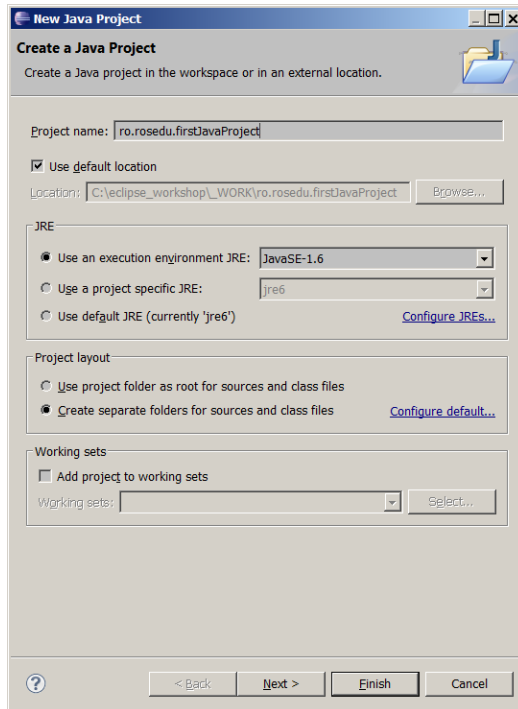 New Java Project
Create a Java Project
Create a Java project in the workspace or in an external location.
Project name: ro.rosedu.firstJavaProject
Use default location
Location: C:\eclipse_workshop\_WORK\ro.rosedu.firstJavaProject Browse...
JRE
Use an execution environment JRE: JavaSE-1.6
Use a project specific JRE: jre6
Use default JRE (currently 'jre6') Configure JREs...
Project layout
Use project folder as root for sources and class files
Create separate folders for sources and class files Configure default...
Working sets
Add project to working sets
Working sets: Select...
? < Back Next > Finish Cancel